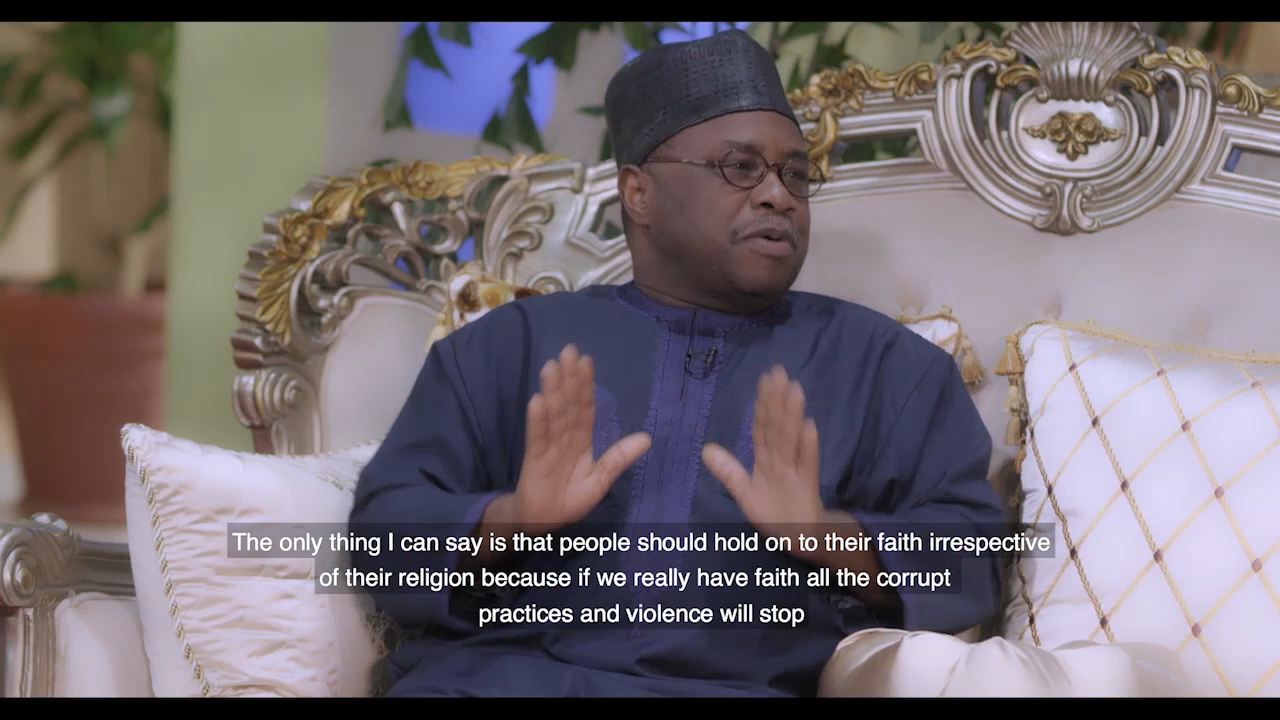 The only thing I can say is that people should hold on to their faith irrespective
of their religion because if we really have faith all the corrupt
practices and violence will stop